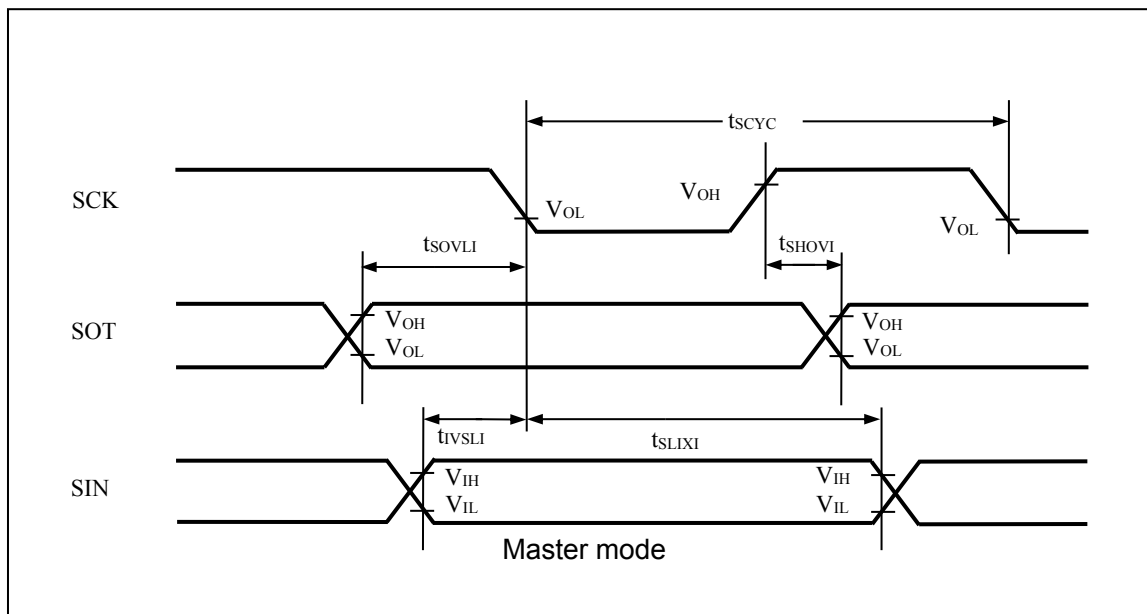 tSCYC
SCK
VOL
VOH
VOL
tSOVLI
tSHOVI
SOT
VOH
VOL
VOH
VOL
tIVSLI
tSLIXI
SIN
VIH
VIL
VIH
VIL
Master mode